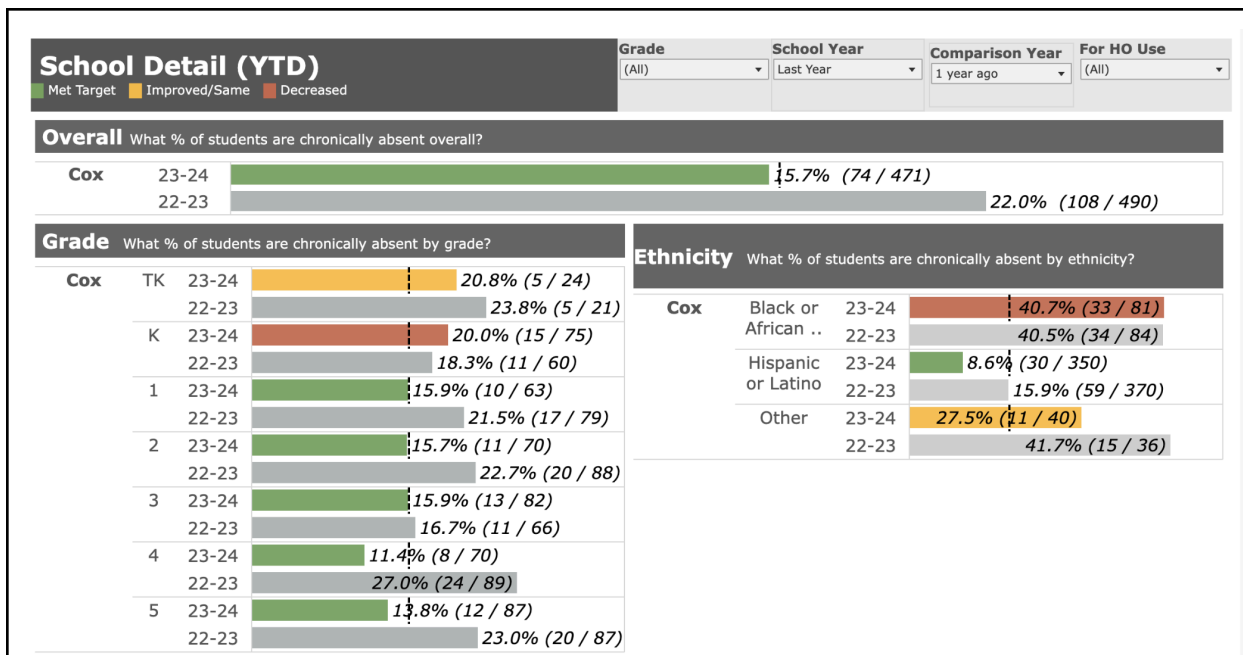 School Detail (YTD)
Met Target Improved/Same Decreased
Grade
(All)
School Year
Last Year
Comparison Year
1 year ago
For HO Use
(All)
Overall What % of students are chronically absent overall?
Cox 23-24 15.7% (74 / 471)
22-23 22.0% (108 / 490)
Grade What % of students are chronically absent by grade?
Cox TK 23-24 20.8% (5 / 24)
22-23 23.8% (5 / 21)
K 23-24 20.0% (15 / 75)
22-23 18.3% (11 / 60)
1 23-24 15.9% (10 / 63)
22-23 21.5% (17 / 79)
2 23-24 15.7% (11 / 70)
22-23 22.7% (20 / 88)
3 23-24 15.9% (13 / 82)
22-23 16.7% (11 / 66)
4 23-24 11.4% (8 / 70)
22-23 27.0% (24 / 89)
5 23-24 13.8% (12 / 87)
22-23 23.0% (20 / 87)
Ethnicity What % of students are chronically absent by ethnicity?
Cox Black or 23-24 40.7% (33 / 81)
African .. 22-23 40.5% (34 / 84)
Hispanic 23-24 8.6% (30 / 350)
or Latino 22-23 15.9% (59 / 370)
Other 23-24 27.5% (11 / 40)
22-23 41.7% (15 / 36)